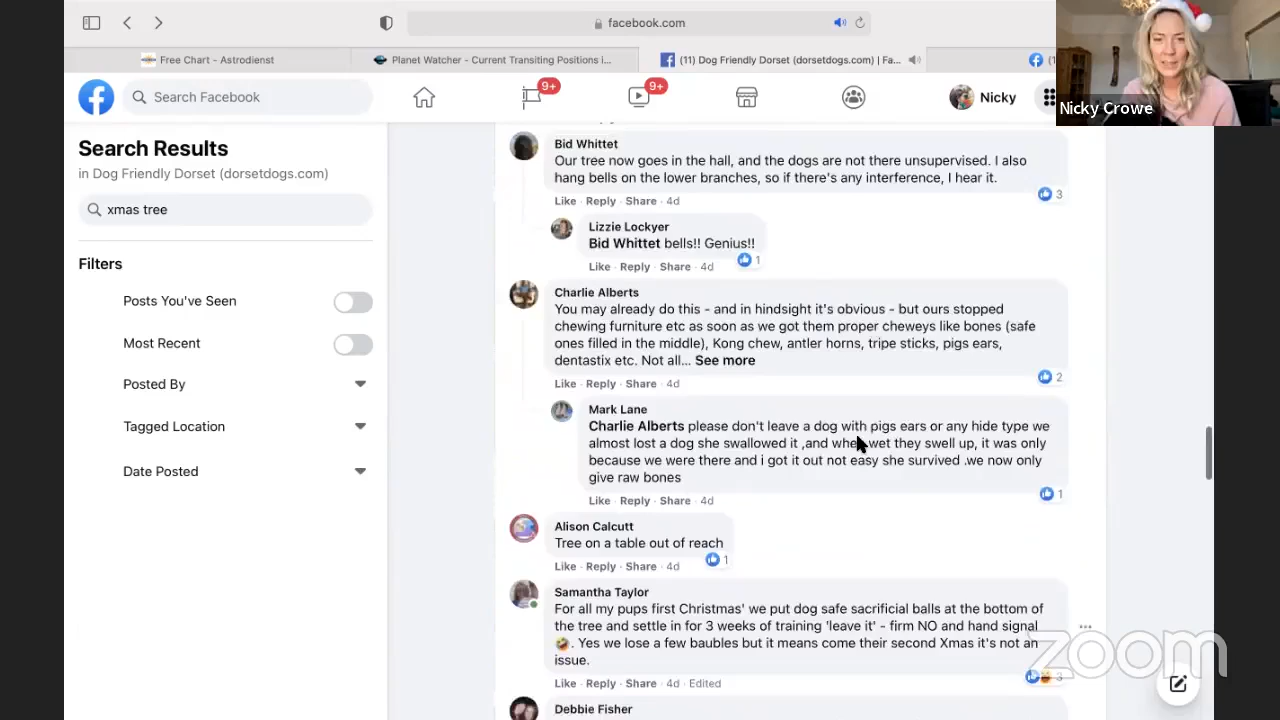 facebook.com
Free Chart - Astrodienst
Planet Watcher - Current Transiting Positions i...
(11) Dog Friendly Dorset (dorsetdogs.com) | Fa...
(1
Search Facebook
9+
9+
Nicky
Nicky Crowe
Search Results
in Dog Friendly Dorset (dorsetdogs.com)
xmas tree
Filters
Posts You've Seen
Most Recent
Posted By
Tagged Location
Date Posted
Bid Whittet
Our tree now goes in the hall, and the dogs are not there unsupervised. I also
hang bells on the lower branches, so if there's any interference, I hear it.
3
Like · Reply · Share · 4d
Lizzie Lockyer
Bid Whittet bells!! Genius!!
1
Like · Reply · Share · 4d
Charlie Alberts
You may already do this - and in hindsight it's obvious - but ours stopped
chewing furniture etc as soon as we got them proper cheweys like bones (safe
ones filled in the middle), Kong chew, antler horns, tripe sticks, pigs ears,
dentastix etc. Not all... See more
2
Like · Reply · Share · 4d
Mark Lane
Charlie Alberts please don't leave a dog with pigs ears or any hide type we
almost lost a dog she swallowed it ,and when wet they swell up, it was only
because we were there and i got it out not easy she survived .we now only
give raw bones
1
Like · Reply · Share · 4d
Alison Calcutt
Tree on a table out of reach
1
Like · Reply · Share · 4d
Samantha Taylor
For all my pups first Christmas' we put dog safe sacrificial balls at the bottom of
the tree and settle in for 3 weeks of training 'leave it' - firm NO and hand signal
🤣. Yes we lose a few baubles but it means come their second Xmas it's not an
issue.
3
Like · Reply · Share · 4d · Edited
Debbie Fisher
zoom